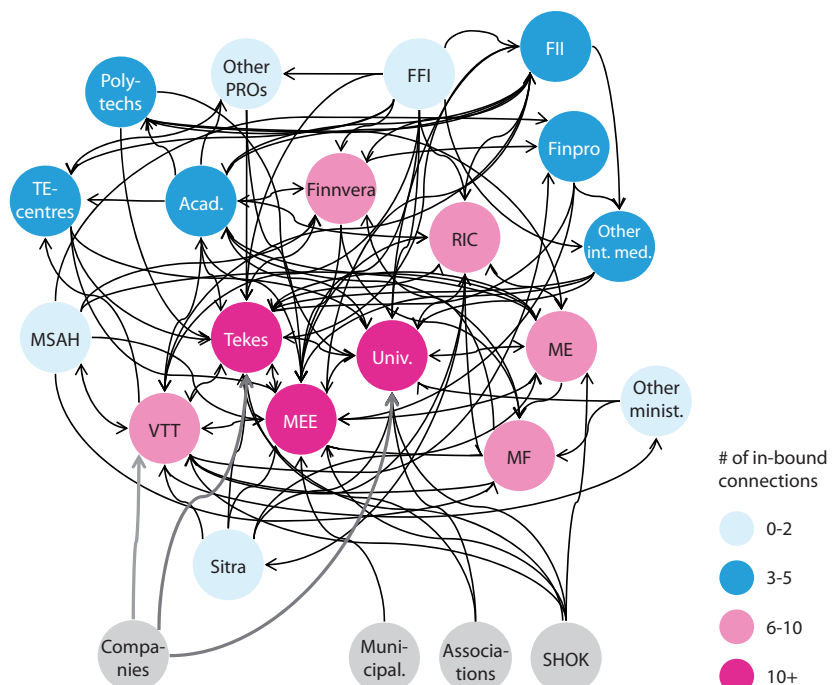 FII
Other
PROs
FFI
Poly-
techs
Finpro
TE-
centres
Acad.
Finnvera
RIC
Other
int. med.
MSAH
Tekes
Univ.
ME
Other
minist.
VTT
MEE
MF
# of in-bound
connections
0-2
Sitra
3-5
6-10
Compa-
nies
Muni-
cipal.
Associa-
tions
SHOK
10+